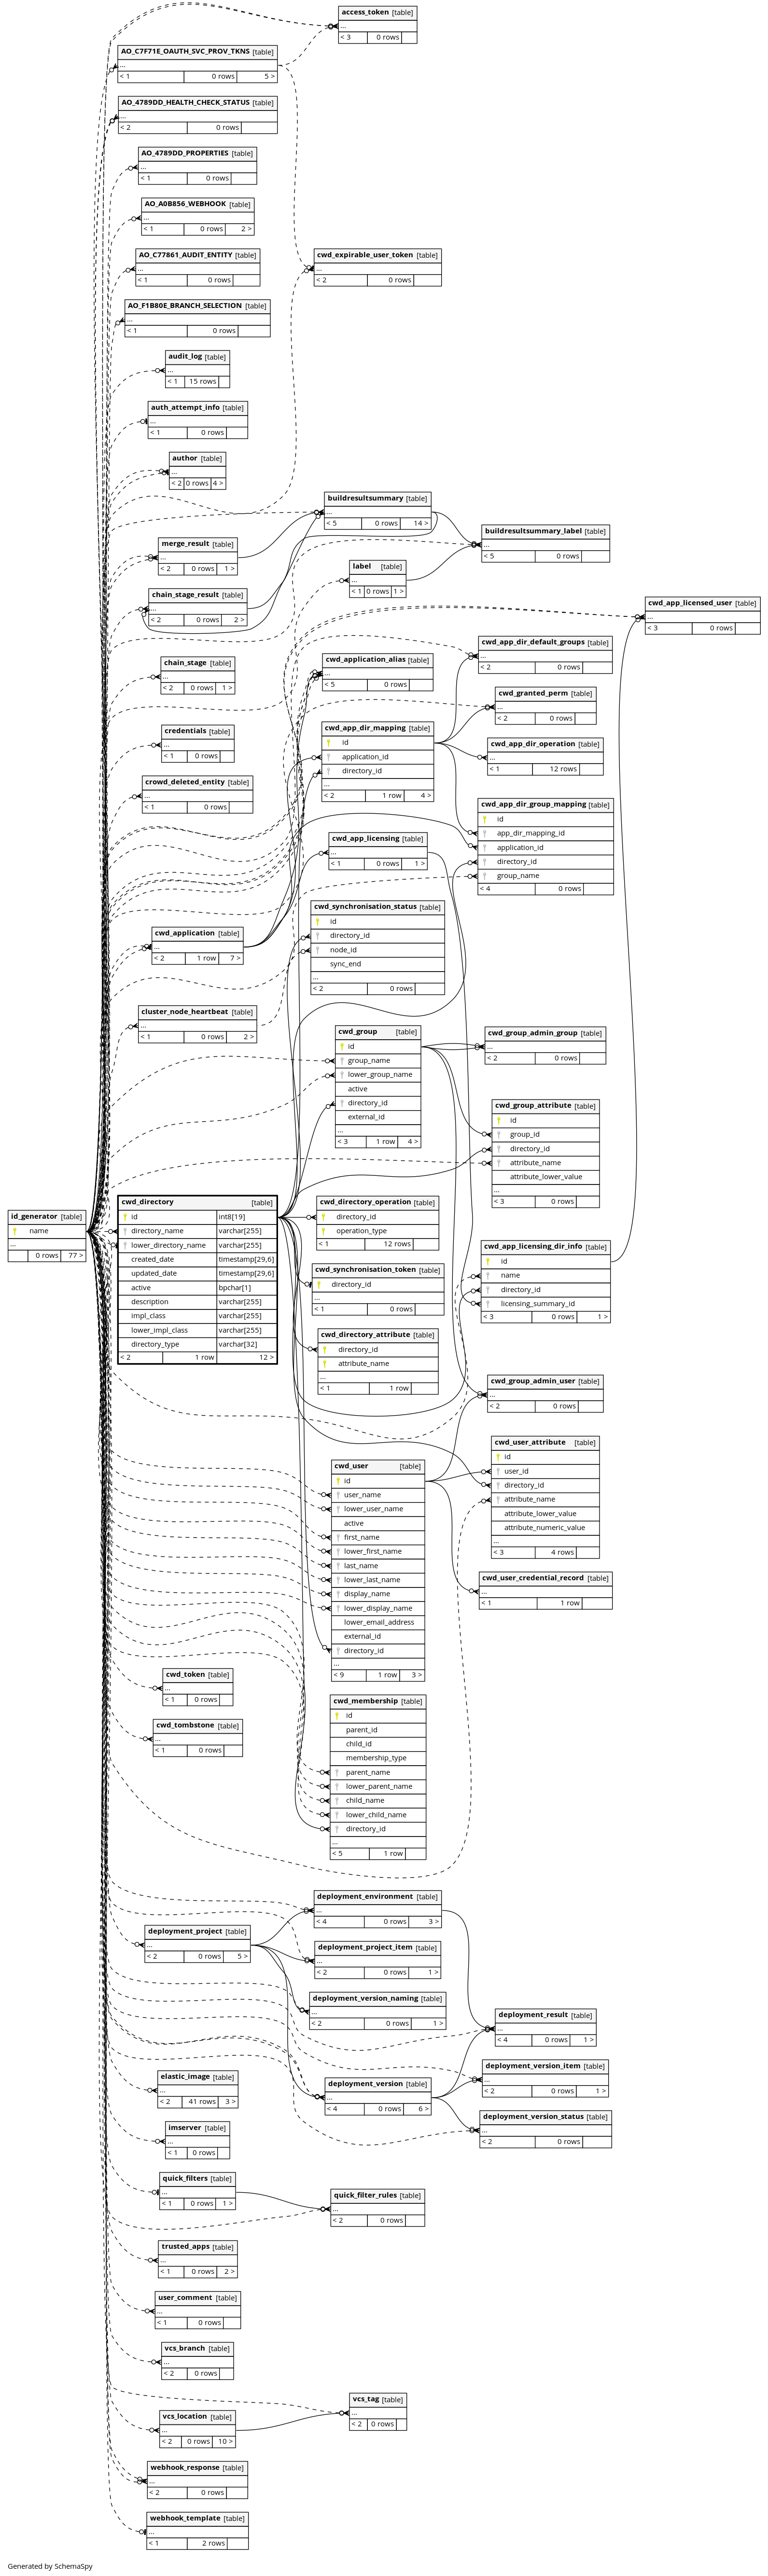 access_token [table]
...
< 3 0 rows
AO_C7F71E_OAUTH_SVC_PROV_TKNS [table]
...
< 1 0 rows 5 >
AO_4789DD_HEALTH_CHECK_STATUS [table]
...
< 2 0 rows
AO_4789DD_PROPERTIES [table]
...
< 1 0 rows
AO_A0B856_WEBHOOK [table]
...
< 1 0 rows 2 >
AO_C77861_AUDIT_ENTITY [table]
...
< 1 0 rows
cwd_expirable_user_token [table]
...
< 2 0 rows
AO_F1B80E_BRANCH_SELECTION [table]
...
< 1 0 rows
audit_log [table]
...
< 1 15 rows
auth_attempt_info [table]
...
< 1 0 rows
author [table]
...
< 2 0 rows 4 >
buildresultsummary [table]
...
< 5 0 rows 14 >
buildresultsummary_label [table]
...
< 5 0 rows
merge_result [table]
...
< 2 0 rows 1 >
label [table]
...
< 1 0 rows 1 >
chain_stage_result [table]
...
< 2 0 rows 2 >
cwd_app_licensed_user [table]
...
< 3 0 rows
cwd_app_dir_default_groups [table]
...
< 2 0 rows
chain_stage [table]
...
< 2 0 rows 1 >
cwd_application_alias [table]
...
< 5 0 rows
cwd_granted_perm [table]
...
< 2 0 rows
credentials [table]
...
< 1 0 rows
cwd_app_dir_mapping [table]
id
application_id
directory_id
...
< 2 1 row 4 >
cwd_app_dir_operation [table]
...
< 1 12 rows
crowd_deleted_entity [table]
...
< 1 0 rows
cwd_app_dir_group_mapping [table]
id
app_dir_mapping_id
application_id
directory_id
group_name
< 4 0 rows
cwd_app_licensing [table]
...
< 1 0 rows 1 >
cwd_application [table]
...
< 2 1 row 7 >
cwd_synchronisation_status [table]
id
directory_id
node_id
sync_end
...
< 2 0 rows
cluster_node_heartbeat [table]
...
< 1 0 rows 2 >
cwd_group [table]
id
group_name
lower_group_name
active
directory_id
external_id
...
< 3 1 row 4 >
cwd_group_admin_group [table]
...
< 2 0 rows
cwd_group_attribute [table]
id
group_id
directory_id
attribute_name
attribute_lower_value
...
< 3 0 rows
id_generator [table]
name
...
0 rows 77 >
cwd_directory [table]
id int8[19]
directory_name varchar[255]
lower_directory_name varchar[255]
created_date timestamp[29,6]
updated_date timestamp[29,6]
active bpchar[1]
description varchar[255]
impl_class varchar[255]
lower_impl_class varchar[255]
directory_type varchar[32]
< 2 1 row 12 >
cwd_directory_operation [table]
directory_id
operation_type
< 1 12 rows
cwd_app_licensing_dir_info [table]
id
name
directory_id
licensing_summary_id
< 3 0 rows 1 >
cwd_synchronisation_token [table]
directory_id
...
< 1 0 rows
cwd_directory_attribute [table]
directory_id
attribute_name
...
< 1 1 row
cwd_group_admin_user [table]
...
< 2 0 rows
cwd_user_attribute [table]
id
user_id
directory_id
attribute_name
attribute_lower_value
attribute_numeric_value
...
< 3 4 rows
cwd_user [table]
id
user_name
lower_user_name
active
first_name
lower_first_name
last_name
lower_last_name
display_name
lower_display_name
lower_email_address
external_id
directory_id
...
< 9 1 row 3 >
cwd_user_credential_record [table]
...
< 1 1 row
cwd_token [table]
...
< 1 0 rows
cwd_membership [table]
id
parent_id
child_id
membership_type
parent_name
lower_parent_name
child_name
lower_child_name
directory_id
...
< 5 1 row
cwd_tombstone [table]
...
< 1 0 rows
deployment_environment [table]
...
< 4 0 rows 3 >
deployment_project [table]
...
< 2 0 rows 5 >
deployment_project_item [table]
...
< 2 0 rows 1 >
deployment_version_naming [table]
...
< 2 0 rows 1 >
deployment_result [table]
...
< 4 0 rows 1 >
deployment_version_item [table]
...
< 2 0 rows 1 >
elastic_image [table]
...
< 2 41 rows 3 >
deployment_version [table]
...
< 4 0 rows 6 >
deployment_version_status [table]
...
< 2 0 rows
imserver [table]
...
< 1 0 rows
quick_filters [table]
...
< 1 0 rows 1 >
quick_filter_rules [table]
...
< 2 0 rows
trusted_apps [table]
...
< 1 0 rows 2 >
user_comment [table]
...
< 1 0 rows
vcs_branch [table]
...
< 2 0 rows
vcs_tag [table]
...
< 2 0 rows
vcs_location [table]
...
< 2 0 rows 10 >
webhook_response [table]
...
< 2 0 rows
webhook_template [table]
...
< 1 2 rows
Generated by SchemaSpy